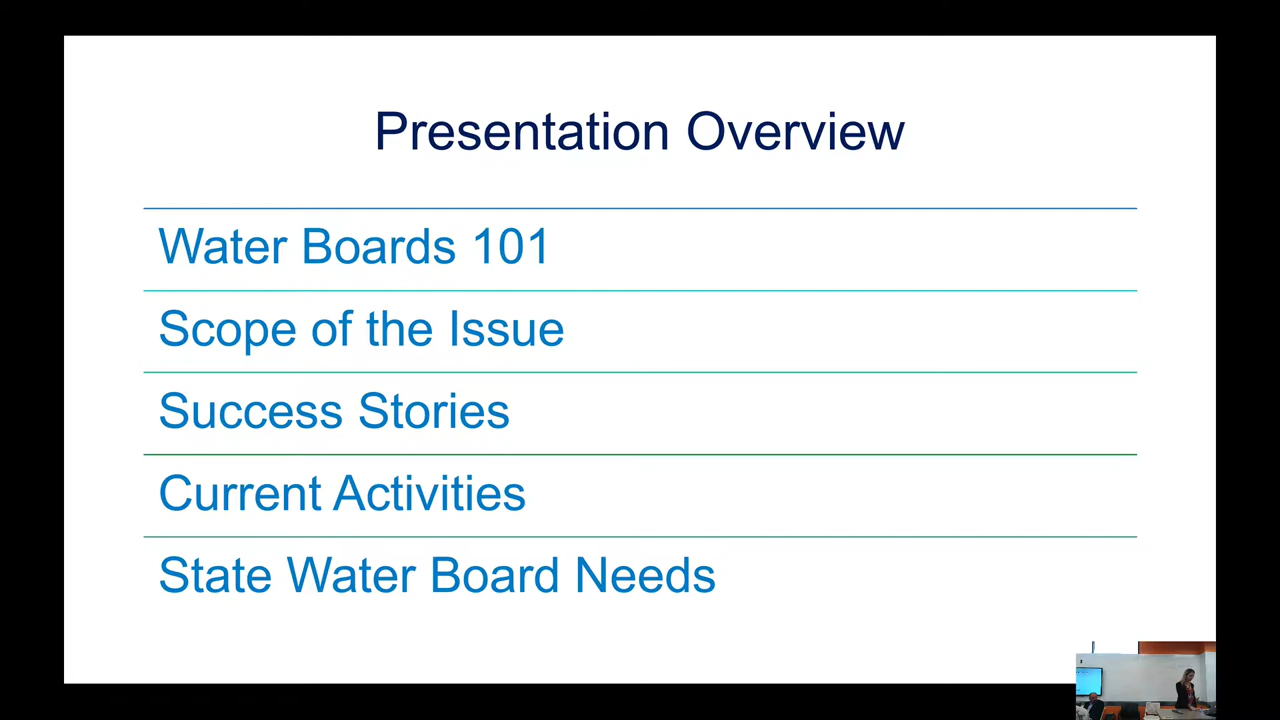 Presentation Overview
Water Boards 101
Scope of the Issue
Success Stories
Current Activities
State Water Board Needs